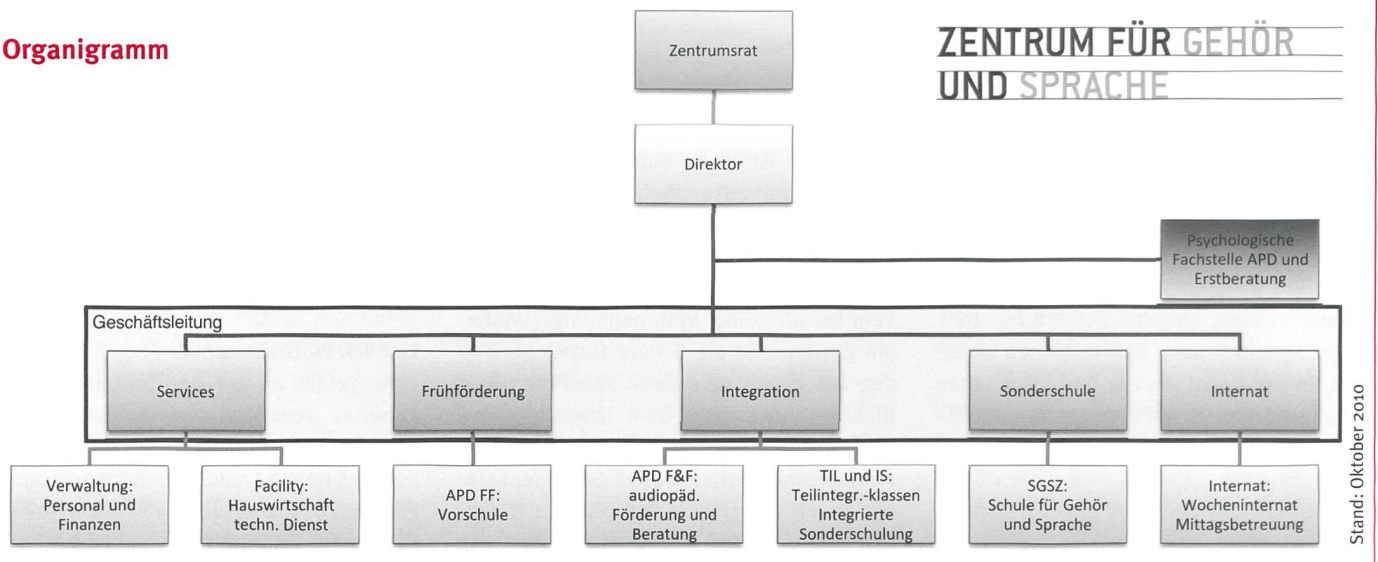 Organigramm
ZENTRUM FÜR GEHÖR
UND SPRACHE
Zentrumsrat
Direktor
Psychologische
Fachstelle APD und
Erstberatung
Geschäftsleitung
Services
Frühförderung
Integration
Sonderschule
Internat
Verwaltung:
Personal und
Finanzen
Facility:
Hauswirtschaft
techn. Dienst
APD FF:
Vorschule
APD F&F:
audiopäd.
Förderung und
Beratung
TIL und IS:
Teilintegr.-klassen
Integrierte
Sonderschulung
SGSZ:
Schule für Gehör
und Sprache
Internat:
Wocheninternat
Mittagsbetreuung
Stand: Oktober 2010